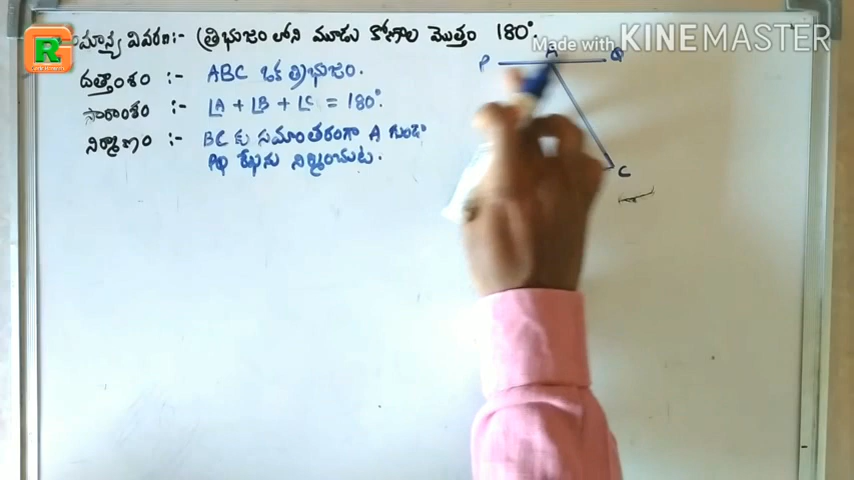 సామాన్య వివరణ:- త్రిభుజంలోని మూడు కోణాల మొత్తం 180°.
దత్తాంశం :- ABC ఒక త్రిభుజం.
సారాంశం :- ∠A + ∠B + ∠C = 180°.
నిర్మాణం :- BC కు సమాంతరంగా A గుండా
PQ రేఖను నిర్మించుట.
P A Q
C
Made with KINEMASTER
R